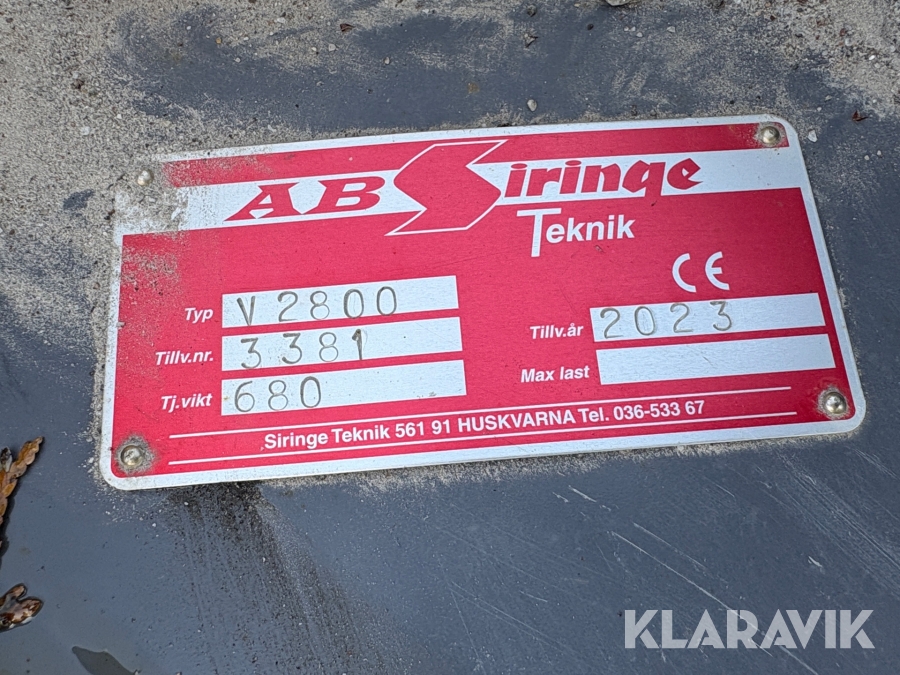 AB Siringe
Teknik
CE
Typ V 2800
Tillv.nr. 3381
Tj.vikt 680
Tillv.år 2023
Max last
Siringe Teknik 561 91 HUSKVARNA Tel. 036-533 67
KLARAVIK